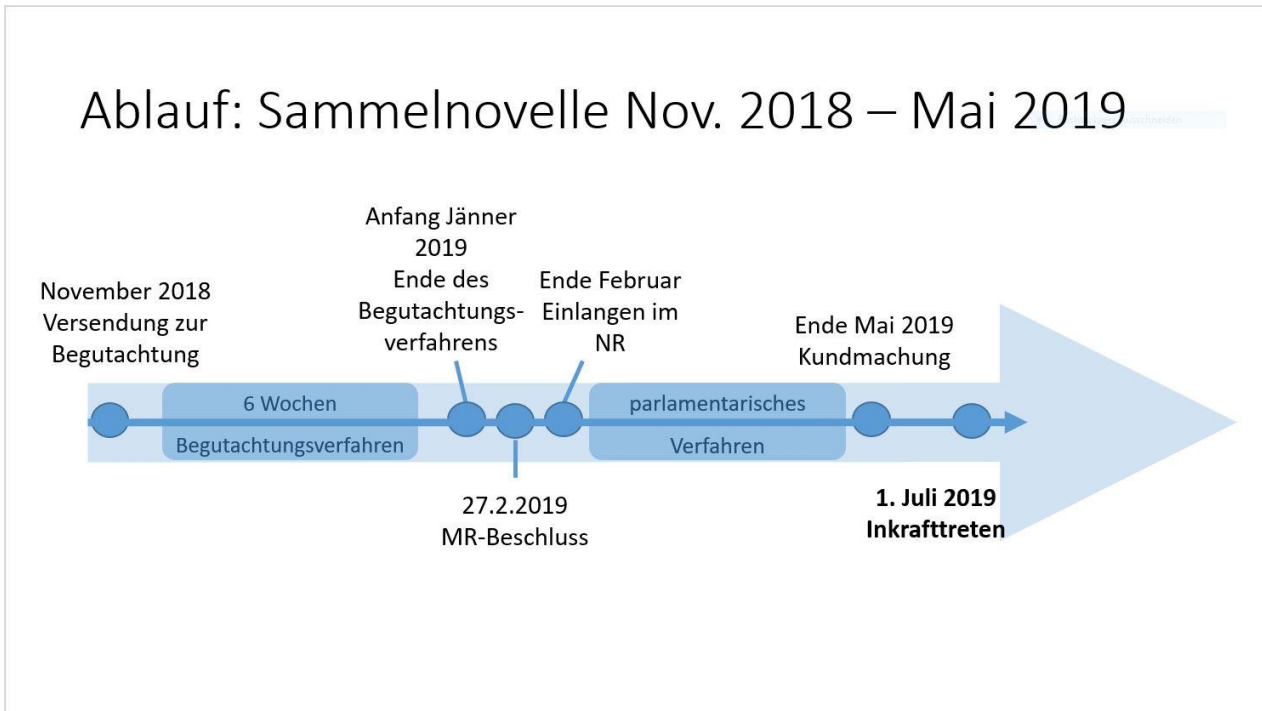 Ablauf: Sammelnovelle Nov. 2018 – Mai 2019
November 2018
Versendung zur
Begutachtung
6 Wochen
Begutachtungsverfahren
Anfang Jänner
2019
Ende des
Begutachtungs-
verfahrens
27.2.2019
MR-Beschluss
Ende Februar
Einlangen im
NR
parlamentarisches
Verfahren
Ende Mai 2019
Kundmachung
1. Juli 2019
Inkrafttreten